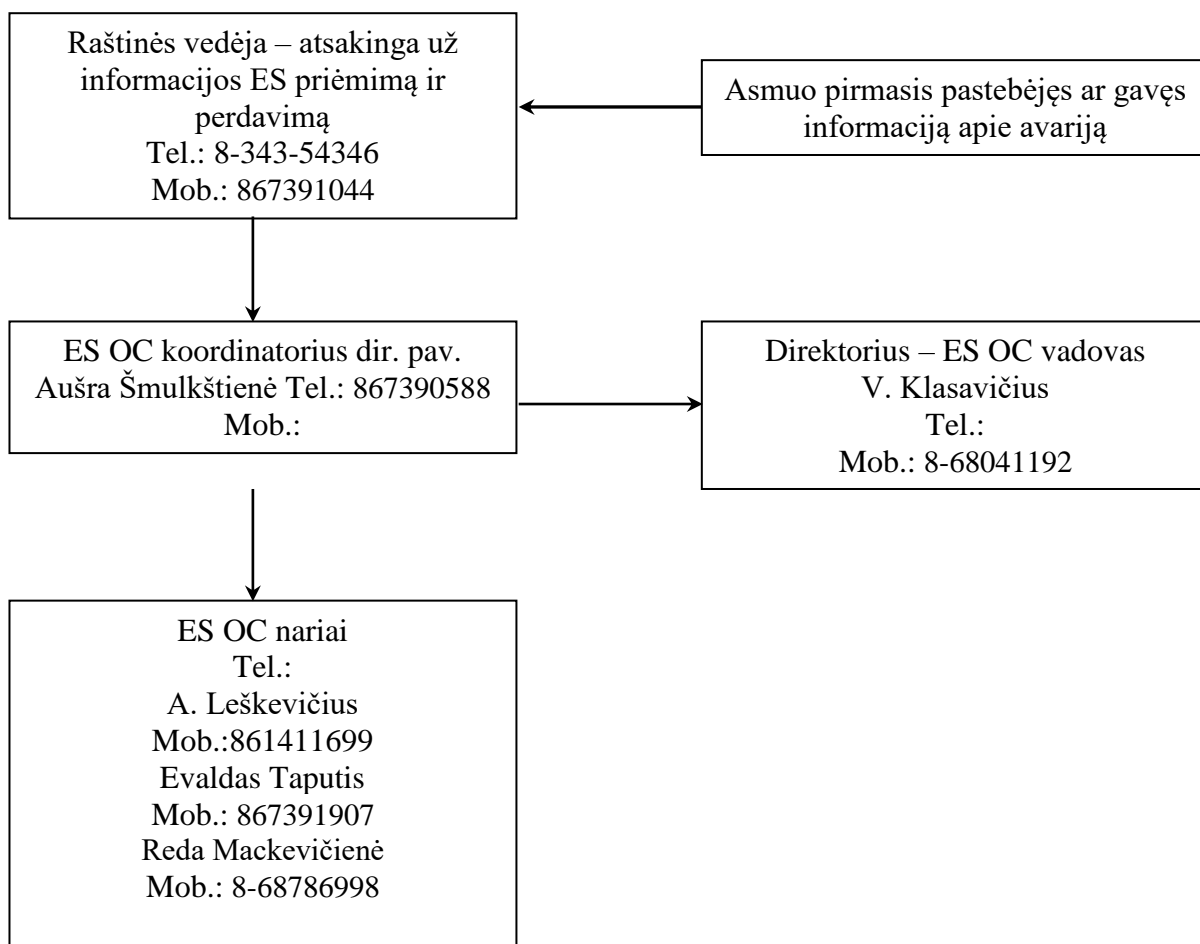 Raštinės vedėja – atsakinga už
informacijos ES priėmimą ir
perdavimą
Tel.: 8-343-54346
Mob.: 867391044
Asmuo pirmasis pastebėjęs ar gavęs
informaciją apie avariją
ES OC koordinatorius dir. pav.
Aušra Šmulkštienė Tel.: 867390588
Mob.:
Direktorius – ES OC vadovas
V. Klasavičius
Tel.:
Mob.: 8-68041192
ES OC nariai
Tel.:
A. Leškevičius
Mob.:861411699
Evaldas Taputis
Mob.: 867391907
Reda Mackevičienė
Mob.: 8-68786998